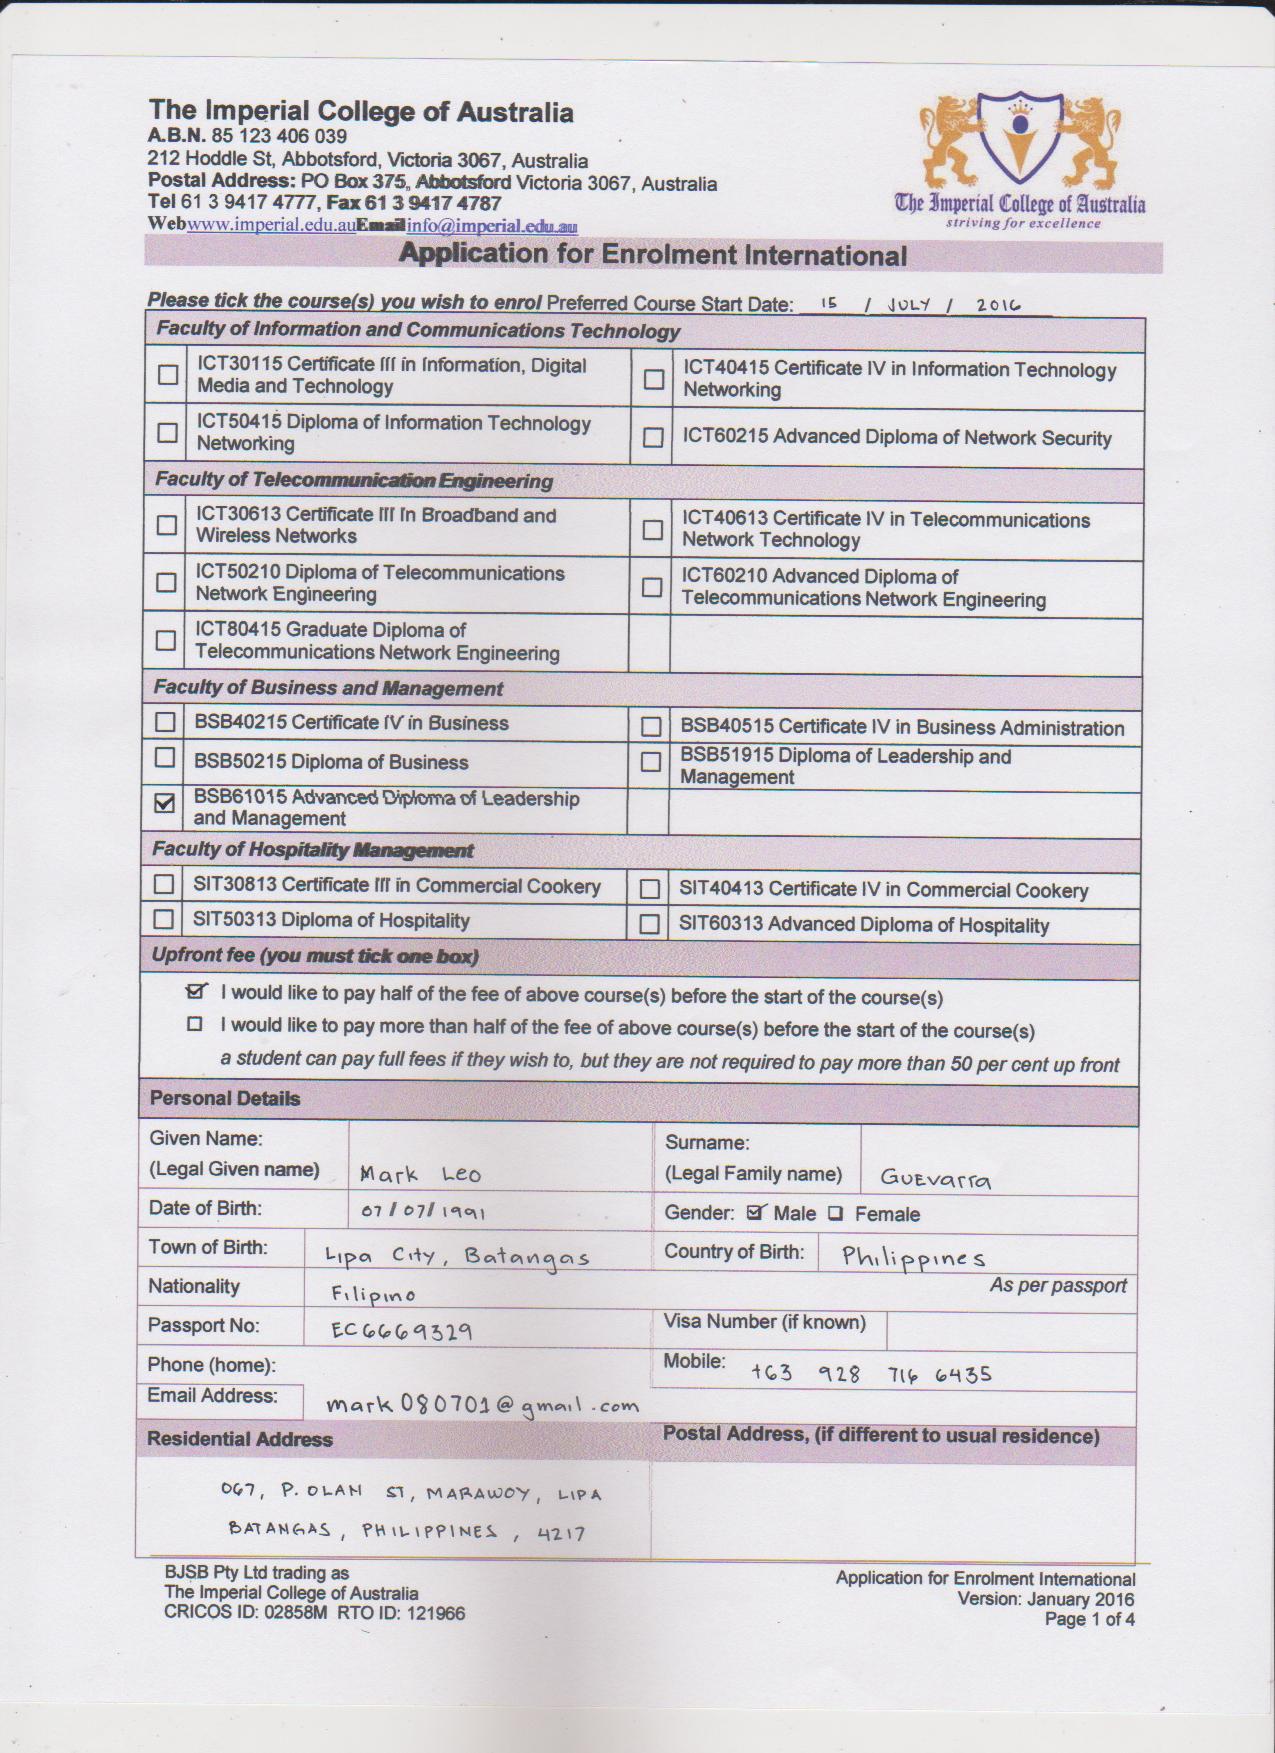 The Imperial College of Australia
A.B.N. 85 123 406 039
212 Hoddle St, Abbotsford, Victoria 3067, Australia
Postal Address: PO Box 375, Abbotsford Victoria 3067, Australia
Tel 61 3 9417 4777, Fax 61 3 9417 4787
Webwww.imperial.edu.auEmailinfo@imperial.edu.au
The Imperial College of Australia
striving for excellence
Application for Enrolment International
Please tick the course(s) you wish to enrol Preferred Course Start Date: 15 / JULY / 2016
Faculty of Information and Communications Technology
ICT30115 Certificate III in Information, Digital
Media and Technology
ICT40415 Certificate IV in Information Technology
Networking
ICT50415 Diploma of Information Technology
Networking
ICT60215 Advanced Diploma of Network Security
Faculty of Telecommunication Engineering
ICT30613 Certificate III In Broadband and
Wireless Networks
ICT40613 Certificate IV in Telecommunications
Network Technology
ICT50210 Diploma of Telecommunications
Network Engineering
ICT60210 Advanced Diploma of
Telecommunications Network Engineering
ICT80415 Graduate Diploma of
Telecommunications Network Engineering
Faculty of Business and Management
BSB40215 Certificate IV in Business
BSB40515 Certificate IV in Business Administration
BSB50215 Diploma of Business
BSB51915 Diploma of Leadership and
Management
BSB61015 Advanced Diploma of Leadership
and Management
Faculty of Hospitality Management
SIT30813 Certificate III in Commercial Cookery
SIT40413 Certificate IV in Commercial Cookery
SIT50313 Diploma of Hospitality
SIT60313 Advanced Diploma of Hospitality
Upfront fee (you must tick one box)
I would like to pay half of the fee of above course(s) before the start of the course(s)
I would like to pay more than half of the fee of above course(s) before the start of the course(s)
a student can pay full fees if they wish to, but they are not required to pay more than 50 per cent up front
Personal Details
Given Name:
(Legal Given name) Mark Leo
Surname:
(Legal Family name) Guevarra
Date of Birth: 07/07/1991
Gender: Male Female
Town of Birth: Lipa City, Batangas
Country of Birth: Philippines
Nationality Filipino
As per passport
Passport No: EC6669329
Visa Number (if known)
Phone (home):
Mobile: +63 928 716 6435
Email Address: mark080701@gmail.com
Residential Address
Postal Address, (if different to usual residence)
067, P. OLAN ST, MARAWOY, LIPA
BATANGAS, PHILIPPINES, 4217
BJSB Pty Ltd trading as
The Imperial College of Australia
CRICOS ID: 02858M RTO ID: 121966
Application for Enrolment International
Version: January 2016
Page 1 of 4